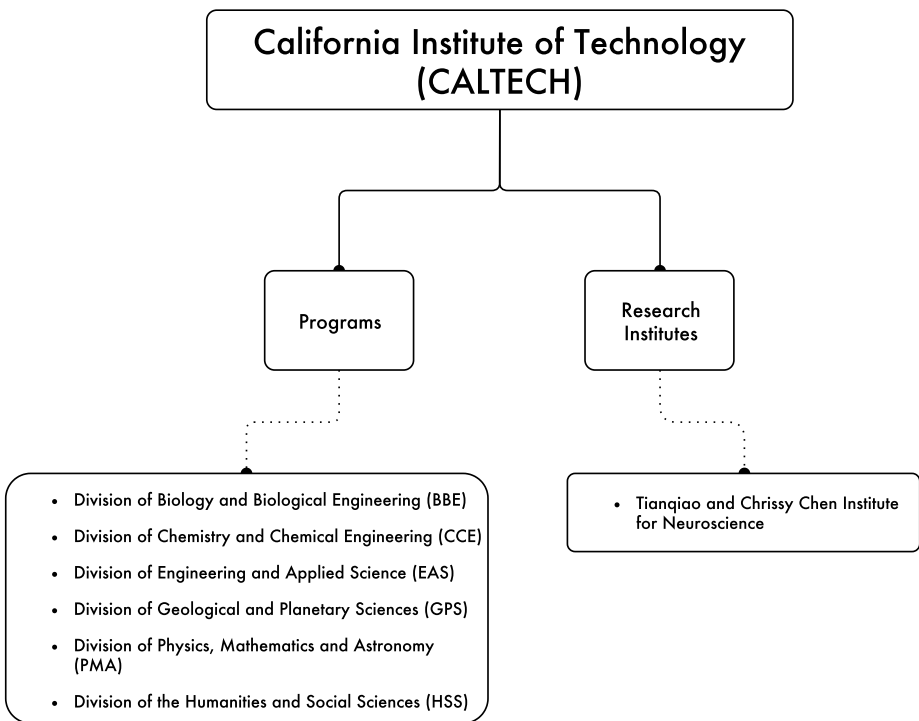 California Institute of Technology
(CALTECH)
Programs
Research
Institutes
• Division of Biology and Biological Engineering (BBE)
• Division of Chemistry and Chemical Engineering (CCE)
• Division of Engineering and Applied Science (EAS)
• Division of Geological and Planetary Sciences (GPS)
• Division of Physics, Mathematics and Astronomy
(PMA)
• Division of the Humanities and Social Sciences (HSS)
• Tianqiao and Chrissy Chen Institute
for Neuroscience